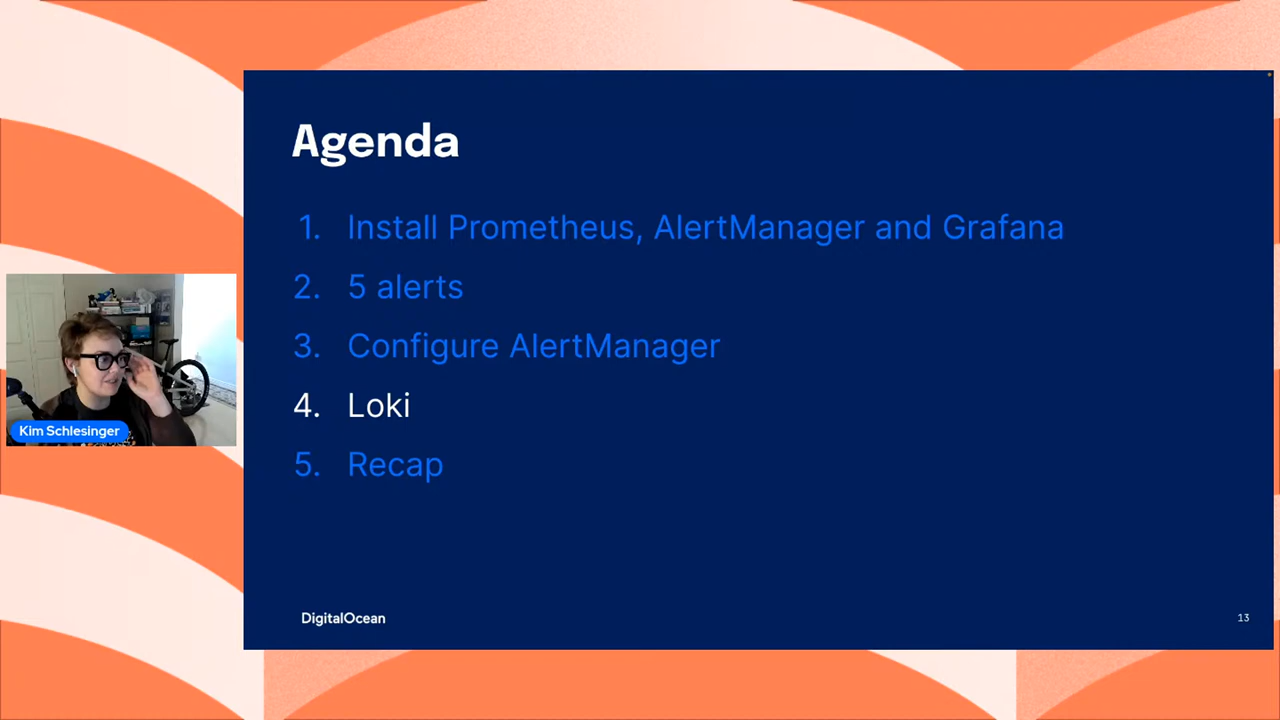 Agenda
1. Install Prometheus, AlertManager and Grafana
2. 5 alerts
3. Configure AlertManager
4. Loki
5. Recap
Kim Schlesinger
DigitalOcean
13